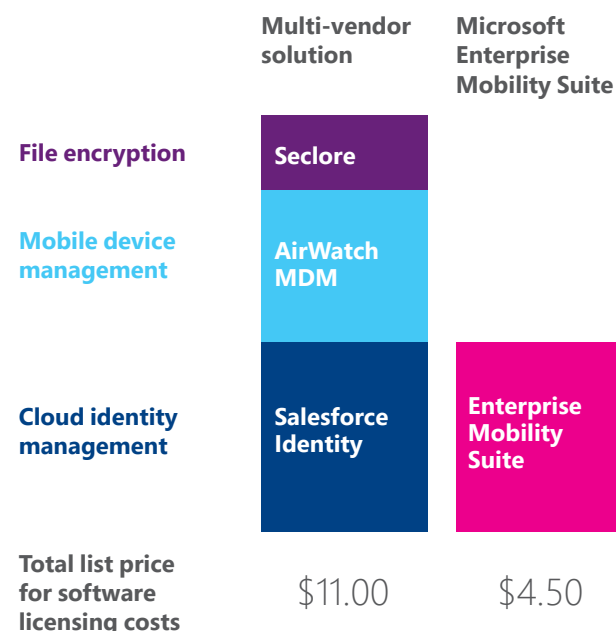 Multi-vendor
solution
Microsoft
Enterprise
Mobility Suite
File encryption
Seclore
Mobile device
management
AirWatch
MDM
Cloud identity
management
Salesforce
Identity
Enterprise
Mobility
Suite
Total list price
for software
licensing costs
$11.00
$4.50